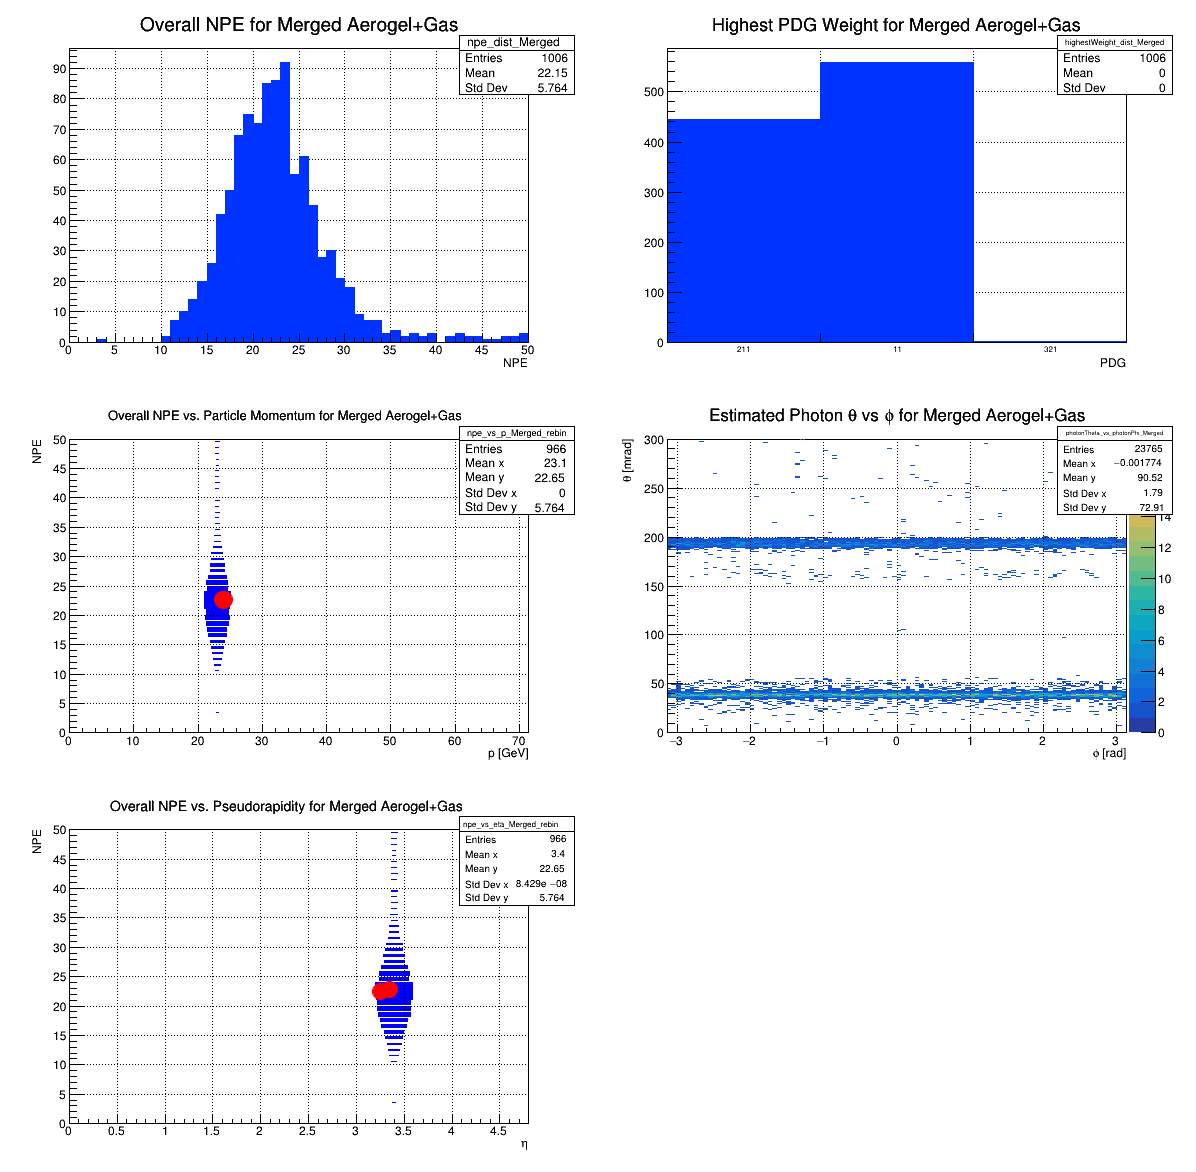 Overall NPE for Merged Aerogel+Gas
npe_dist_Merged
Entries 1006
Mean 22.15
Std Dev 5.764
90
80
70
60
50
40
30
20
10
0
0 5 10 15 20 25 30 35 40 45 50
NPE
Highest PDG Weight for Merged Aerogel+Gas
highestWeight_dist_Merged
Entries 1006
Mean 0
Std Dev 0
500
400
300
200
100
0
211 11 321
PDG
Overall NPE vs. Particle Momentum for Merged Aerogel+Gas
npe_vs_p_Merged_rebin
Entries 966
Mean x 23.1
Mean y 22.65
Std Dev x 0
Std Dev y 5.764
NPE
50
45
40
35
30
25
20
15
10
5
0
0 10 20 30 40 50 60 70
p [GeV]
Estimated Photon θ vs ϕ for Merged Aerogel+Gas
photonTheta_vs_photonPhi_Merged
Entries 23765
Mean x −0.001774
Mean y 90.52
Std Dev x 1.79
Std Dev y 72.91
θ [mrad]
300
250
200
150
100
50
0
−3 −2 −1 0 1 2 3
ϕ [rad]
14
12
10
8
6
4
2
0
Overall NPE vs. Pseudorapidity for Merged Aerogel+Gas
npe_vs_eta_Merged_rebin
Entries 966
Mean x 3.4
Mean y 22.65
Std Dev x 8.429e −08
Std Dev y 5.764
NPE
50
45
40
35
30
25
20
15
10
5
0
0 0.5 1 1.5 2 2.5 3 3.5 4 4.5
η